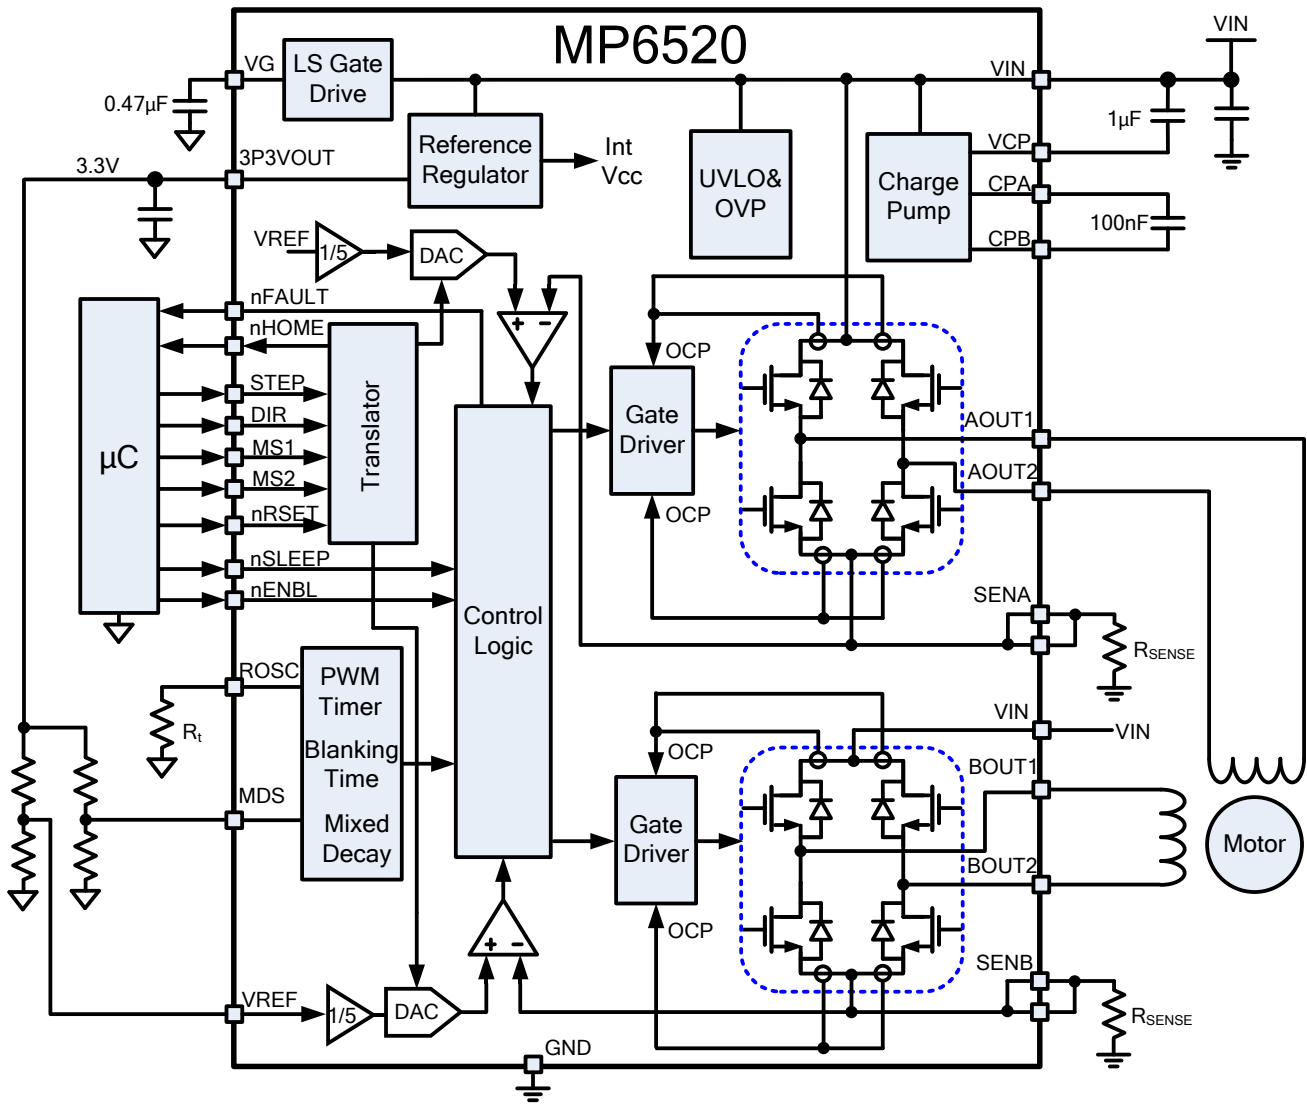 MP6520
VG
LS Gate
Drive
VIN
VIN
0.47µF
Reference
Regulator
Int
Vcc
UVLO&
OVP
Charge
Pump
VCP
1µF
CPA
100nF
CPB
3P3VOUT
3.3V
VREF
1/5
DAC
+ -
nFAULT
nHOME
STEP
DIR
MS1
MS2
nRSET
nSLEEP
nENBL
µC
Translator
Control
Logic
OCP
Gate
Driver
OCP
AOUT1
AOUT2
SENA
RSENSE
ROSC
Rt
PWM
Timer
Blanking
Time
Mixed
Decay
MDS
OCP
Gate
Driver
OCP
VIN
VIN
BOUT1
BOUT2
Motor
SENB
RSENSE
+ -
VREF
1/5
DAC
GND